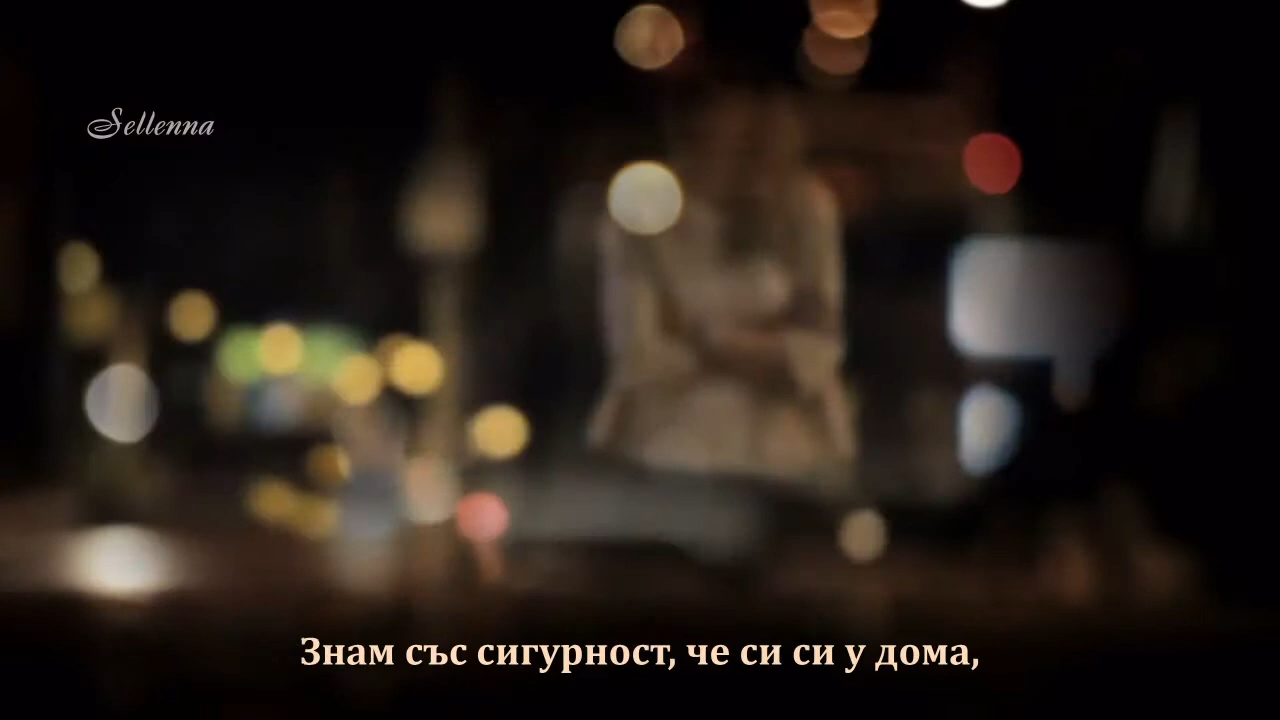 Sellenna
Знам със сигурност, че си си у дома,